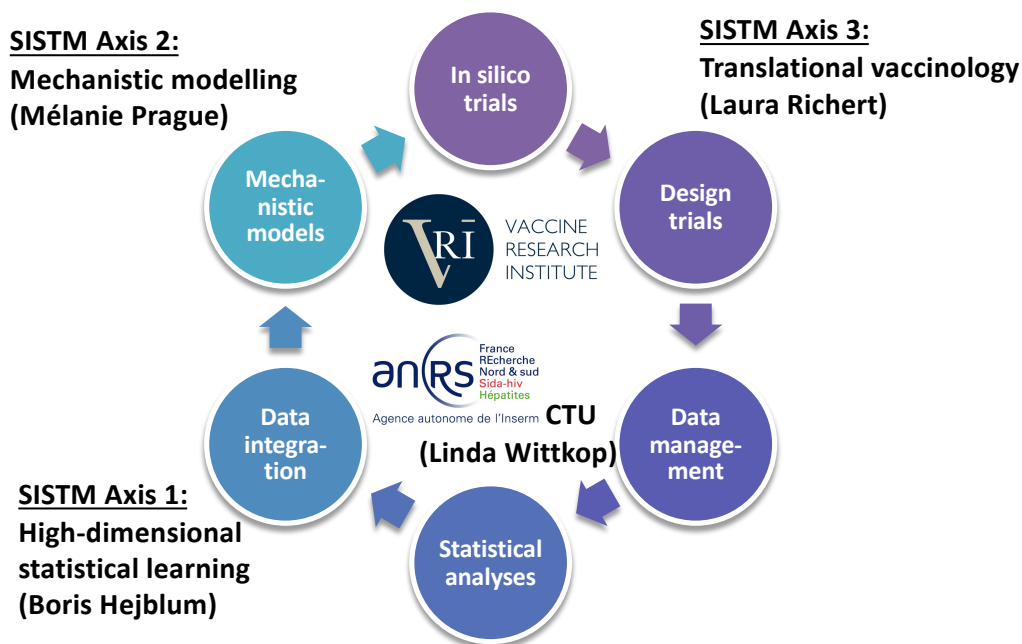 SISTM Axis 2:
Mechanistic modelling
(Mélanie Prague)
In silico
trials
SISTM Axis 3:
Translational vaccinology
(Laura Richert)
Mecha-
nistic
models
Design
trials
VRI
VACCINE
RESEARCH
INSTITUTE
anRS
France
REcherche
Nord & sud
Sida-hiv
Hépatites
Agence autonome de l'Inserm
CTU
(Linda Wittkop)
Data
integra-
tion
Data
manage-
ment
SISTM Axis 1:
High-dimensional
statistical learning
(Boris Hejblum)
Statistical
analyses